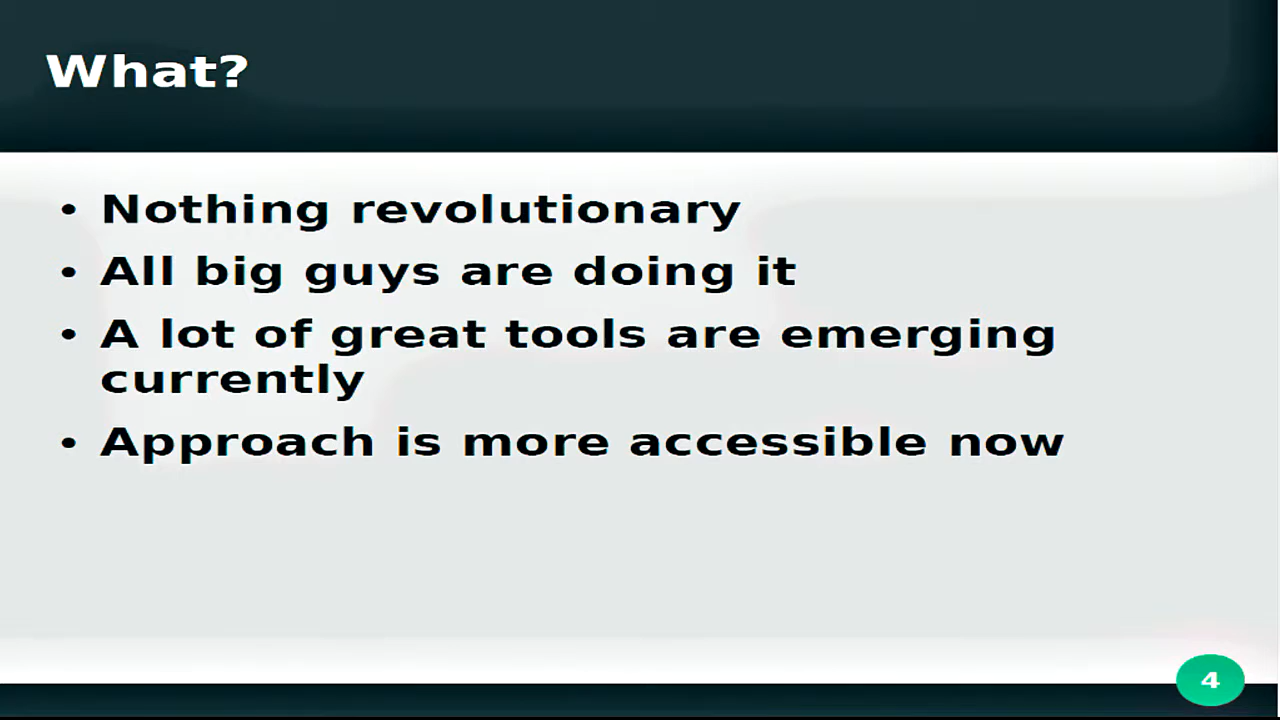 What?
• Nothing revolutionary
• All big guys are doing it
• A lot of great tools are emerging
currently
• Approach is more accessible now
4